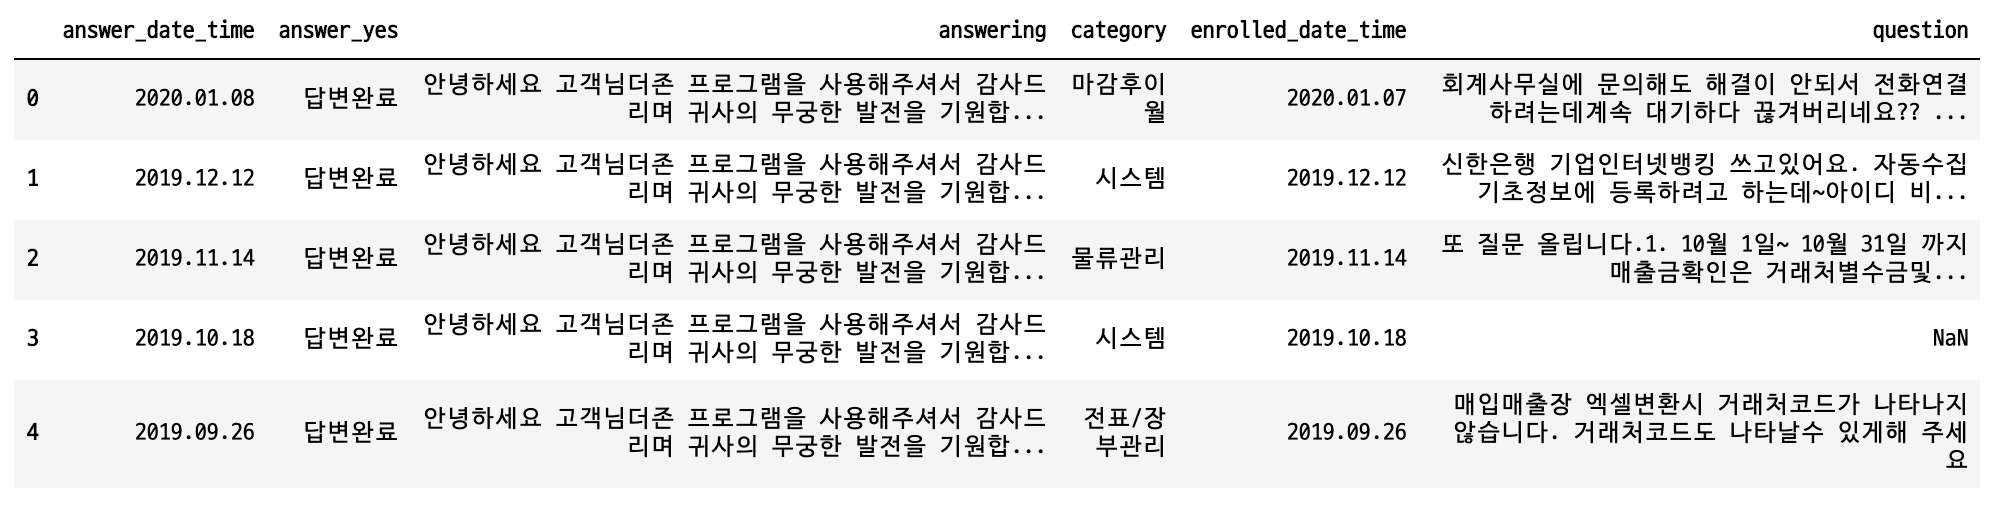 answer_date_time answer_yes answering category enrolled_date_time question
0 2020.01.08 답변완료 안녕하세요 고객님더존 프로그램을 사용해주셔서 감사드리며 귀사의 무궁한 발전을 기원합... 마감후이월 2020.01.07 회계사무실에 문의해도 해결이 안되서 전화연결하려는데계속 대기하다 끊겨버리네요?? ...
1 2019.12.12 답변완료 안녕하세요 고객님더존 프로그램을 사용해주셔서 감사드리며 귀사의 무궁한 발전을 기원합... 시스템 2019.12.12 신한은행 기업인터넷뱅킹 쓰고있어요. 자동수집기초정보에 등록하려고 하는데~아이디 비...
2 2019.11.14 답변완료 안녕하세요 고객님더존 프로그램을 사용해주셔서 감사드리며 귀사의 무궁한 발전을 기원합... 물류관리 2019.11.14 또 질문 올립니다.1. 10월 1일~ 10월 31일 까지 매출금확인은 거래처별수금및...
3 2019.10.18 답변완료 안녕하세요 고객님더존 프로그램을 사용해주셔서 감사드리며 귀사의 무궁한 발전을 기원합... 시스템 2019.10.18 NaN
4 2019.09.26 답변완료 안녕하세요 고객님더존 프로그램을 사용해주셔서 감사드리며 귀사의 무궁한 발전을 기원합... 전표/장부관리 2019.09.26 매입매출장 엑셀변환시 거래처코드가 나타나지 않습니다. 거래처코드도 나타날수 있게해 주세요